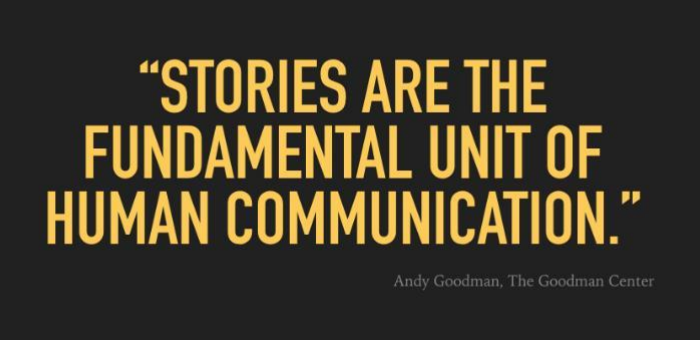 “STORIES ARE THE
FUNDAMENTAL UNIT OF
HUMAN COMMUNICATION.”
Andy Goodman, The Goodman Center